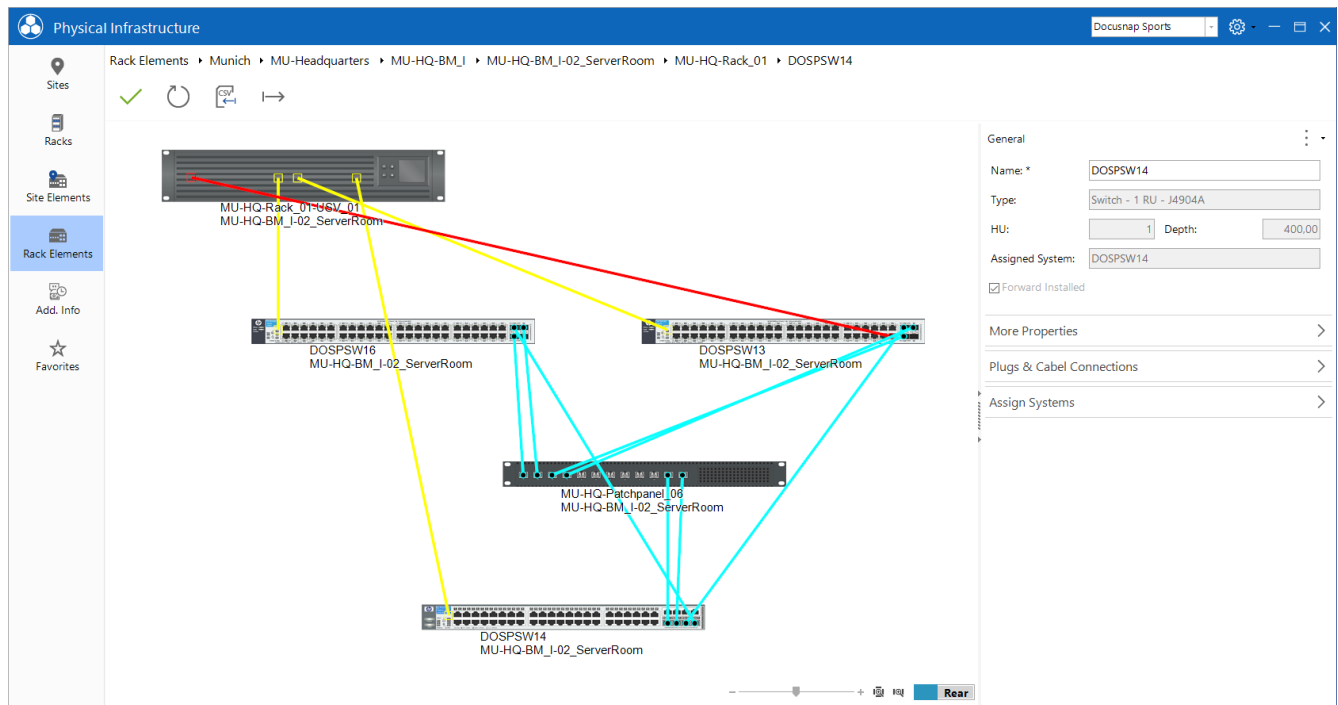 Physical Infrastructure
Docusnap Sports
Sites
Racks
Site Elements
Rack Elements
Add. Info
Favorites
Rack Elements Munich MU-Headquarters MU-HQ-BM_I MU-HQ-BM_I-02_ServerRoom MU-HQ-Rack_01 DOSPSW14
CSV
MU-HQ-Rack_01-USV_01
MU-HQ-BM_I-02_ServerRoom
DOSPSW16
MU-HQ-BM_I-02_ServerRoom
DOSPSW13
MU-HQ-BM_I-02_ServerRoom
MU-HQ-Patchpanel_06
MU-HQ-BM_I-02_ServerRoom
DOSPSW14
MU-HQ-BM_I-02_ServerRoom
Rear
General
Name: * DOSPSW14
Type: Switch - 1 RU - J4904A
HU: 1 Depth: 400,00
Assigned System: DOSPSW14
Forward Installed
More Properties
Plugs & Cabel Connections
Assign Systems